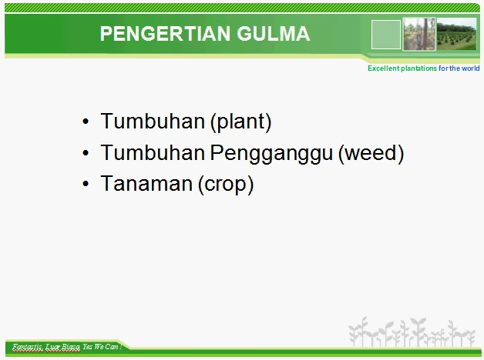 PENGERTIAN GULMA
Excellent plantations for the world
• Tumbuhan (plant)
• Tumbuhan Pengganggu (weed)
• Tanaman (crop)
Fantastis, Luar Biasa, Yes We Can !